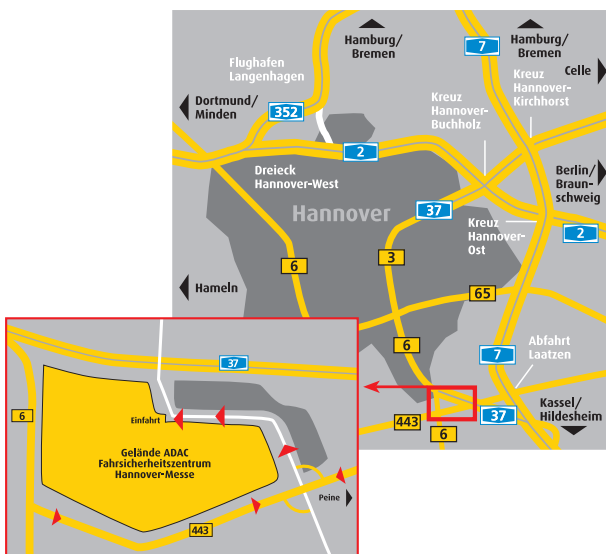 Hamburg/
Bremen
7
Hamburg/
Bremen
Flughafen
Langenhagen
Kreuz
Hannover-
Kirchhorst
Celle
Dortmund/
Minden
352
Kreuz
Hannover-
Buchholz
2
Dreieck
Hannover-West
Berlin/
Braun-
schweig
Hannover
37
Kreuz
Hannover-
Ost
2
6
3
Hameln
65
6
7
Abfahrt
Laatzen
37
Kassel/
Hildesheim
443
6
37
6
Einfahrt
Gelände ADAC
Fahrsicherheitszentrum
Hannover-Messe
Peine
443